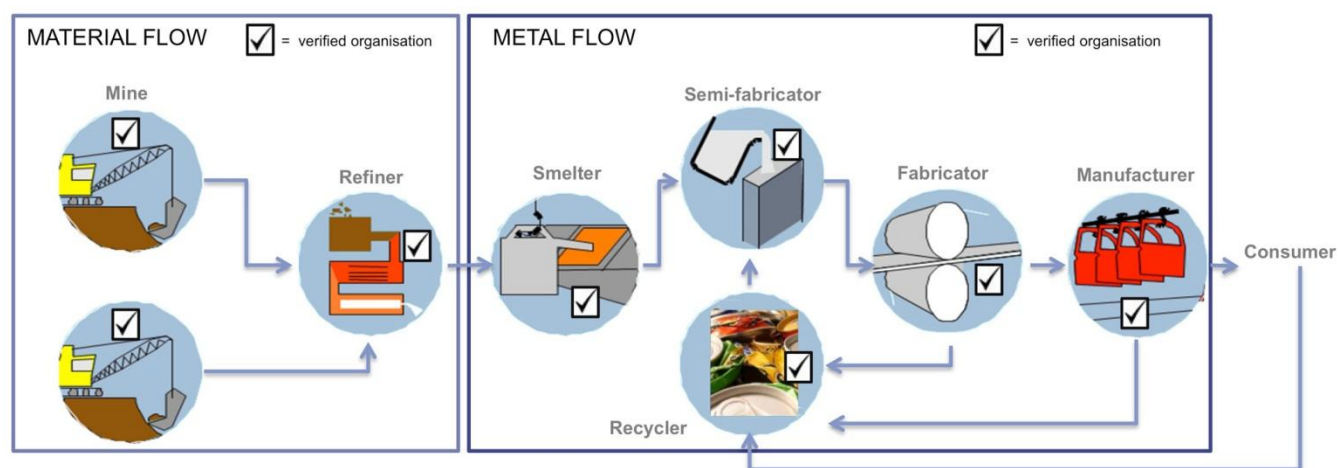 MATERIAL FLOW
= verified organisation
METAL FLOW
= verified organisation
Mine
Refiner
Smelter
Semi-fabricator
Fabricator
Manufacturer
Consumer
Recycler